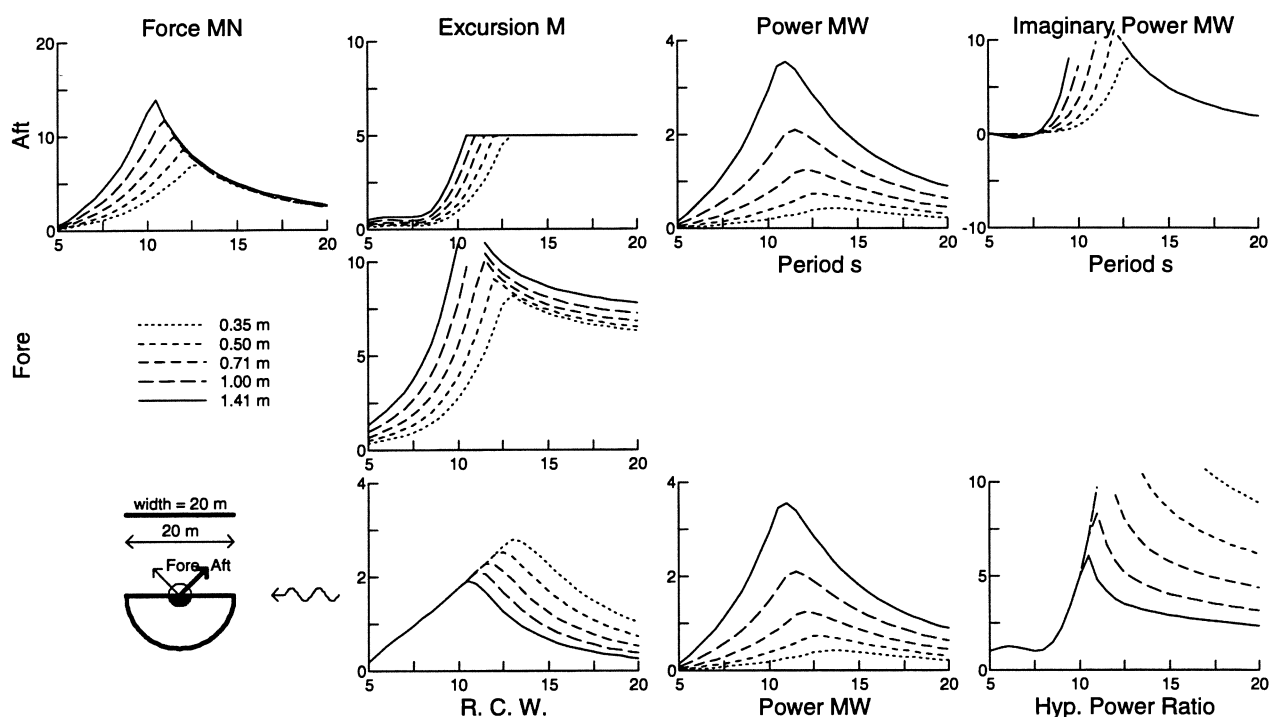 Force MN
Excursion M
Power MW
Imaginary Power MW
Aft
20
10
0
5
10
15
20
10
5
0
5
10
15
20
4
2
0
5
10
15
20
Period s
10
0
-10
5
10
15
20
Period s
Fore
0.35 m
0.50 m
0.71 m
1.00 m
1.41 m
10
5
0
5
10
15
20
width = 20 m
20 m
Fore
Aft
4
2
0
5
10
15
20
R. C. W.
4
2
0
5
10
15
20
Power MW
10
5
0
5
10
15
20
Hyp. Power Ratio